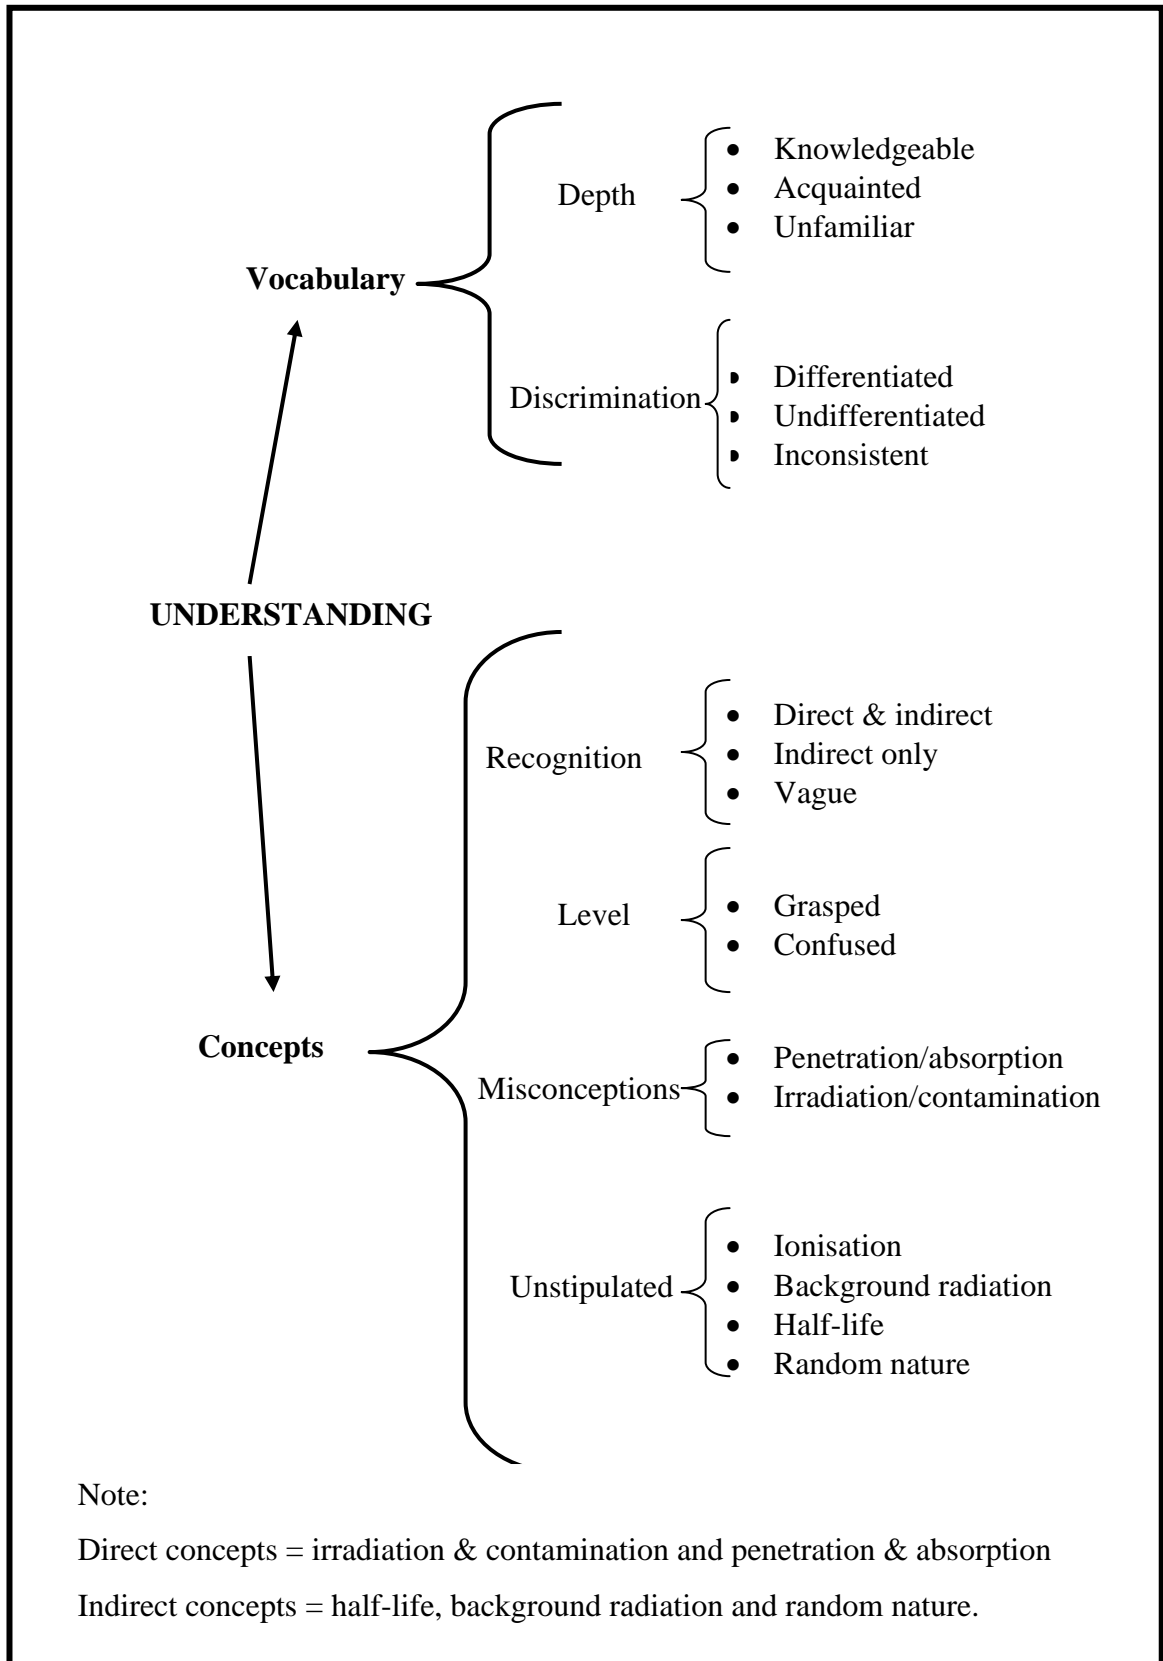 Depth
• Knowledgeable
• Acquainted
• Unfamiliar
Vocabulary
Discrimination
• Differentiated
• Undifferentiated
• Inconsistent
UNDERSTANDING
Recognition
• Direct & indirect
• Indirect only
• Vague
Level
• Grasped
• Confused
Concepts
Misconceptions
• Penetration/absorption
• Irradiation/contamination
Unstipulated
• Ionisation
• Background radiation
• Half-life
• Random nature
Note:
Direct concepts = irradiation & contamination and penetration & absorption
Indirect concepts = half-life, background radiation and random nature.